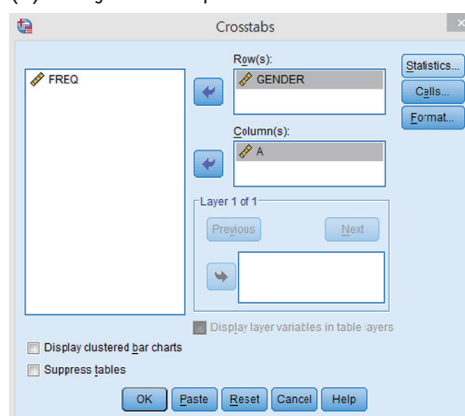 Crosstabs
FREQ
Row(s):
GENDER
Column(s):
A
Layer 1 of 1
Previous
Next
Display layer variables in table layers
Statistics...
Cells...
Format...
Display clustered bar charts
Suppress tables
OK
Paste
Reset
Cancel
Help